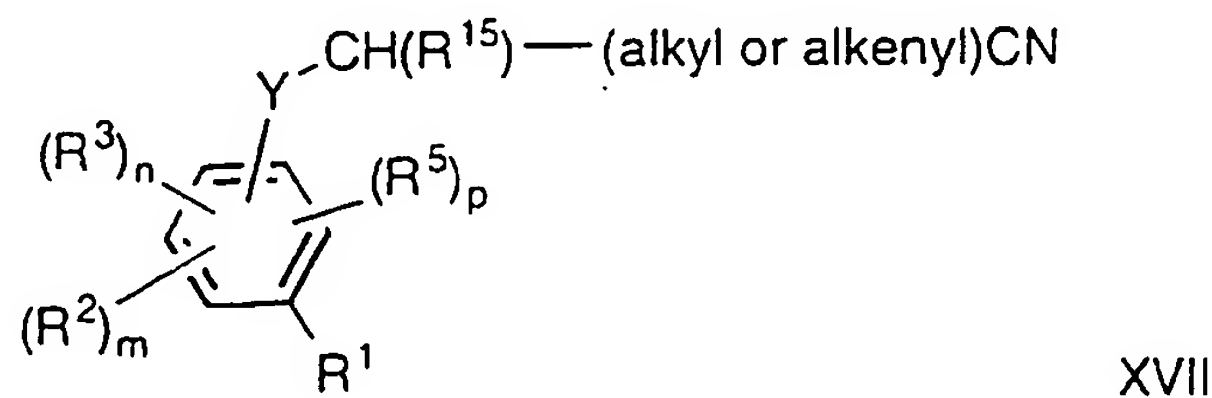 Y CH(R¹⁵)—(alkyl or alkenyl)CN
(R³)ₙ (R⁵)ₚ
(R²)ₘ
R¹ XVII